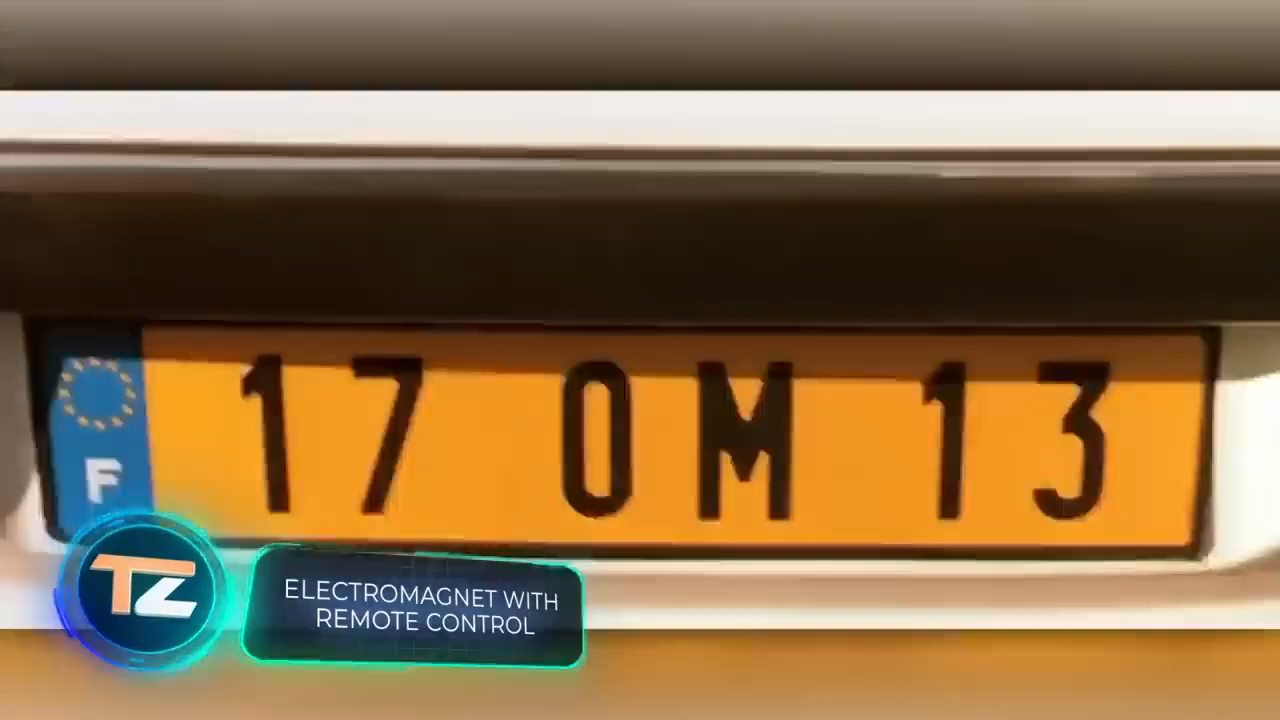 17 OM 13
F
TZ
ELECTROMAGNET WITH
REMOTE CONTROL